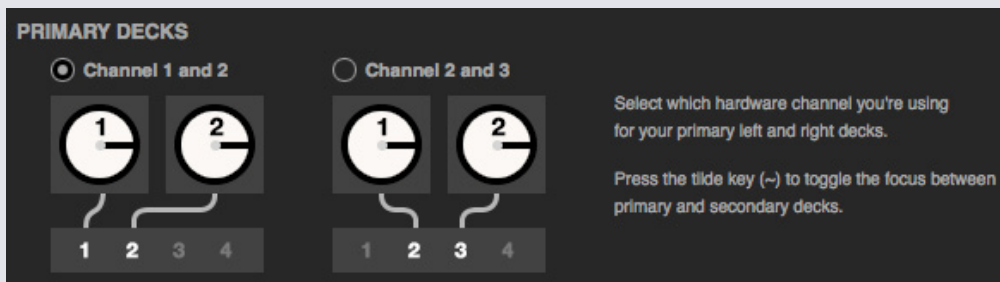 PRIMARY DECKS
Channel 1 and 2
Channel 2 and 3
1 2
1 2
1 2 3 4
1 2 3 4
Select which hardware channel you're using
for your primary left and right decks.
Press the tilde key (~) to toggle the focus between
primary and secondary decks.